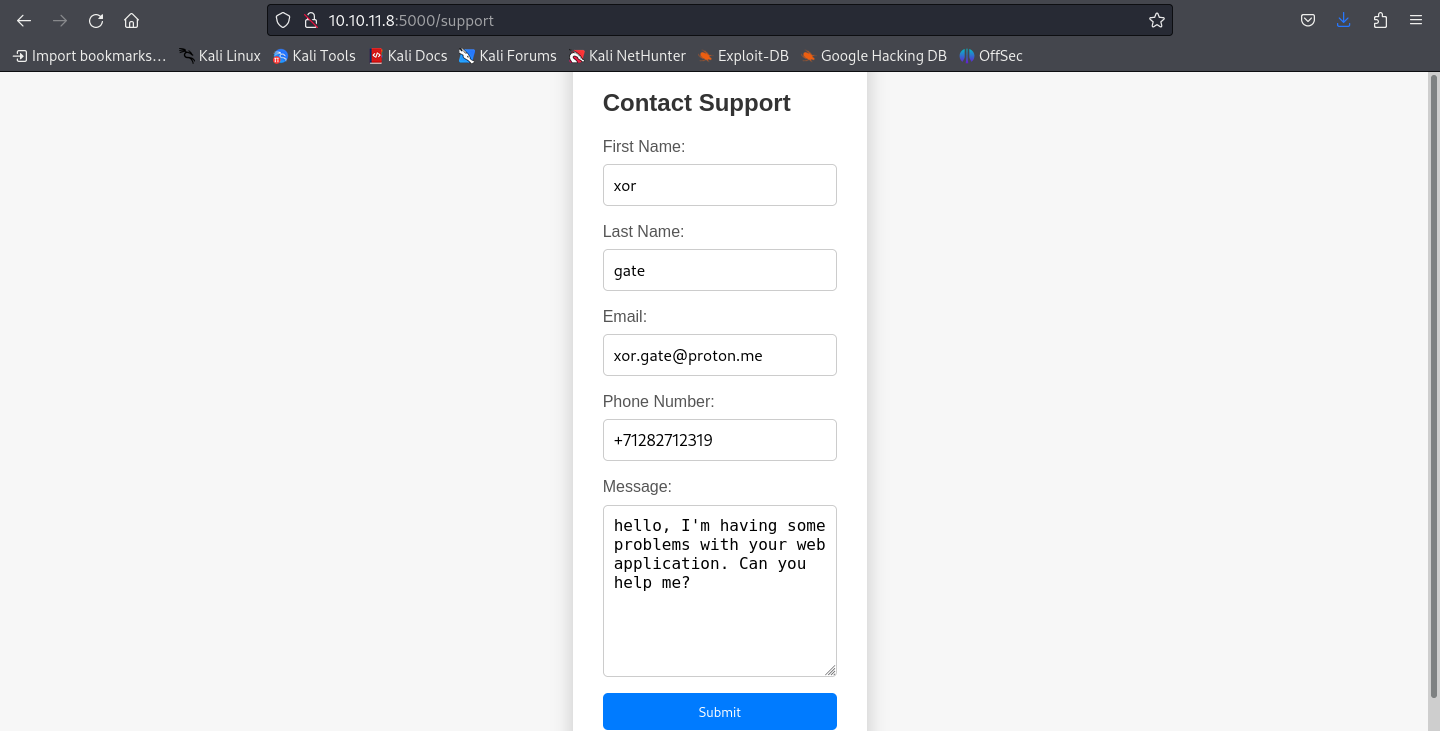 10.10.11.8:5000/support
Import bookmarks... Kali Linux Kali Tools Kali Docs Kali Forums Kali NetHunter Exploit-DB Google Hacking DB OffSec
Contact Support
First Name:
xor
Last Name:
gate
Email:
xor.gate@proton.me
Phone Number:
+71282712319
Message:
hello, I'm having some
problems with your web
application. Can you
help me?
Submit